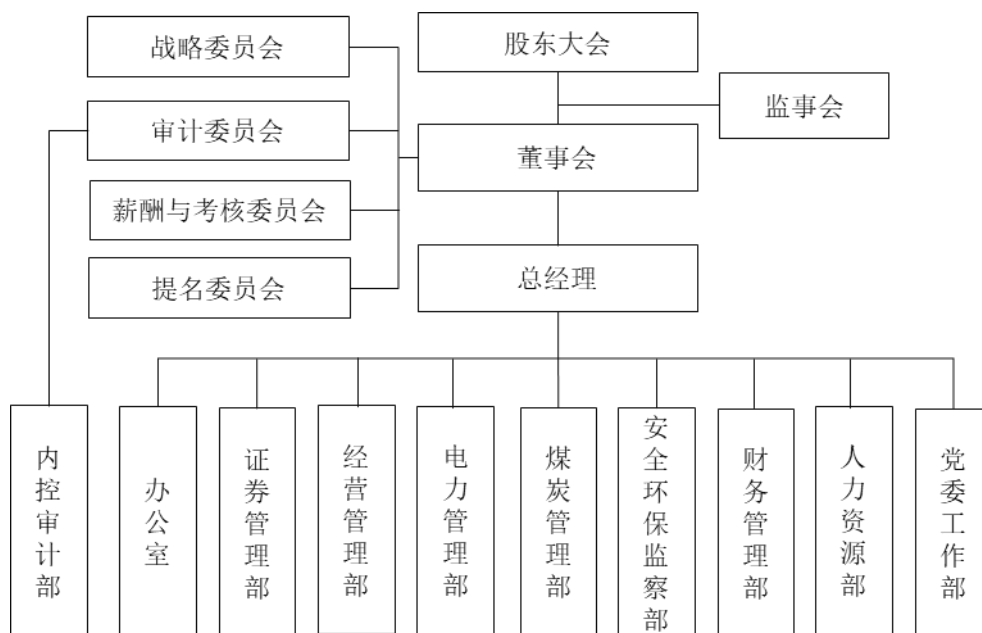 战略委员会
股东大会
监事会
审计委员会
董事会
薪酬与考核委员会
总经理
提名委员会
内控审计部
办公室
证券管理部
经营管理部
电力管理部
煤炭管理部
安全环保监察部
财务管理部
人力资源部
党委工作部